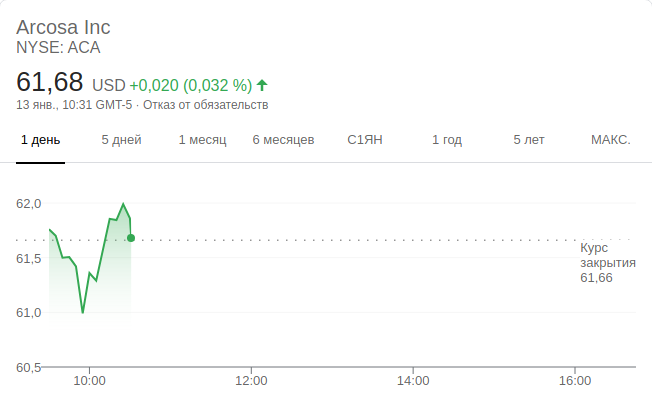 Arcosa Inc
NYSE: ACA
61,68 USD +0,020 (0,032 %)
13 янв., 10:31 GMT-5 · Отказ от обязательств
1 день 5 дней 1 месяц 6 месяцев С1ЯН 1 год 5 лет МАКС.
62,0
61,5
61,0
60,5
Курс
закрытия
61,66
10:00 12:00 14:00 16:00